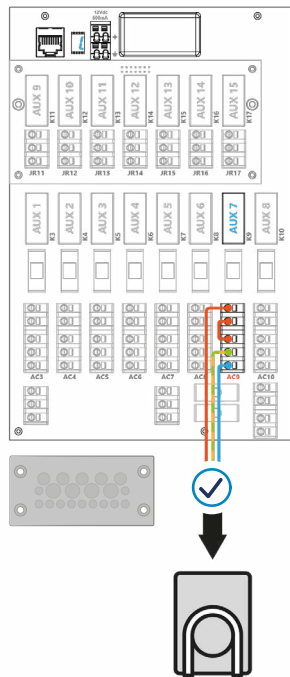 12Vdc
500mA
+
AUX 9 K11 AUX 10 K12 AUX 11 K13 AUX 12 K14 AUX 13 K15 AUX 14 K16 AUX 15 K17
JR11 JR12 JR13 JR14 JR15 JR16 JR17
AUX 1 K3 AUX 2 K4 AUX 3 K5 AUX 4 K6 AUX 5 K7 AUX 6 K8 AUX 7 K9 AUX 8 K10
AC3 AC4 AC5 AC6 AC7 AC8 AC9 AC10